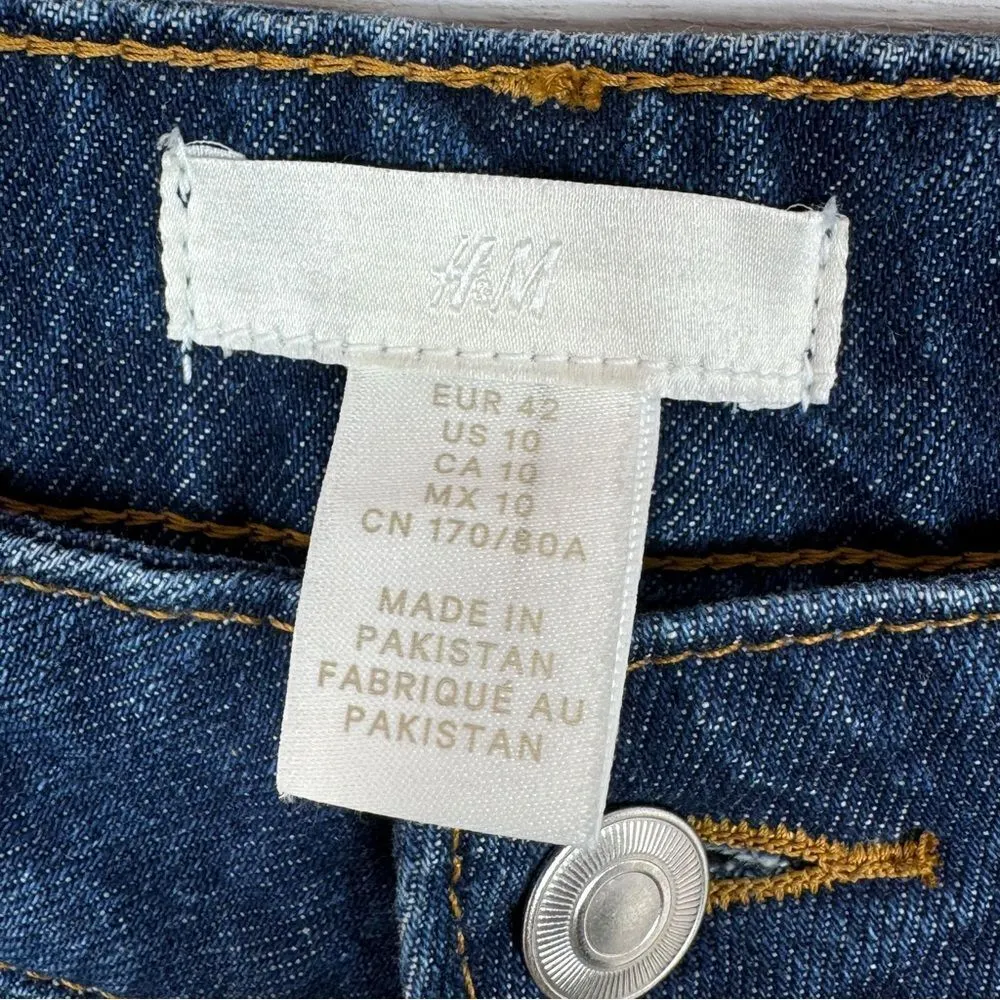 H&M
EUR 42
US 10
CA 10
MX 10
CN 170/80A
MADE IN
PAKISTAN
FABRIQUÉ AU
PAKISTAN